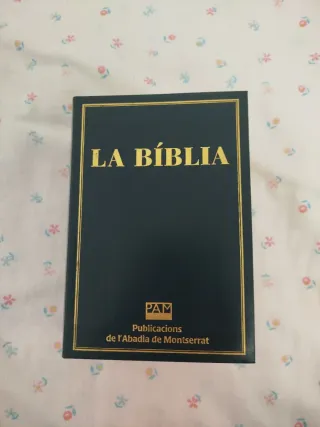 LA BÍBLIA
PAM
Publicacions
de l'Abadia de Montserrat